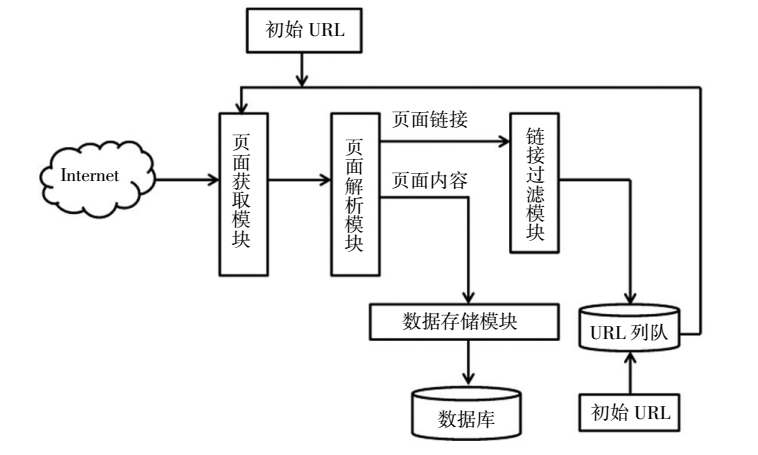 初始 URL
页面链接
Internet
页面获取模块
页面解析模块
链接过滤模块
页面内容
数据存储模块
URL 列队
数据库
初始 URL